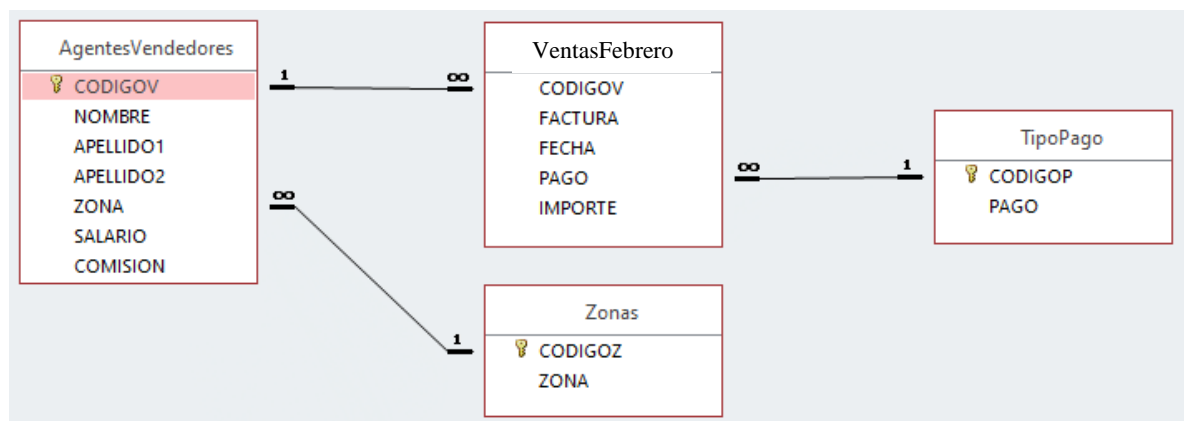 AgentesVendedores
CODIGOV
NOMBRE
APELLIDO1
APELLIDO2
ZONA
SALARIO
COMISION
1
∞
VentasFebrero
CODIGOV
FACTURA
FECHA
PAGO
IMPORTE
∞
1
TipoPago
CODIGOP
PAGO
∞
1
Zonas
CODIGOZ
ZONA